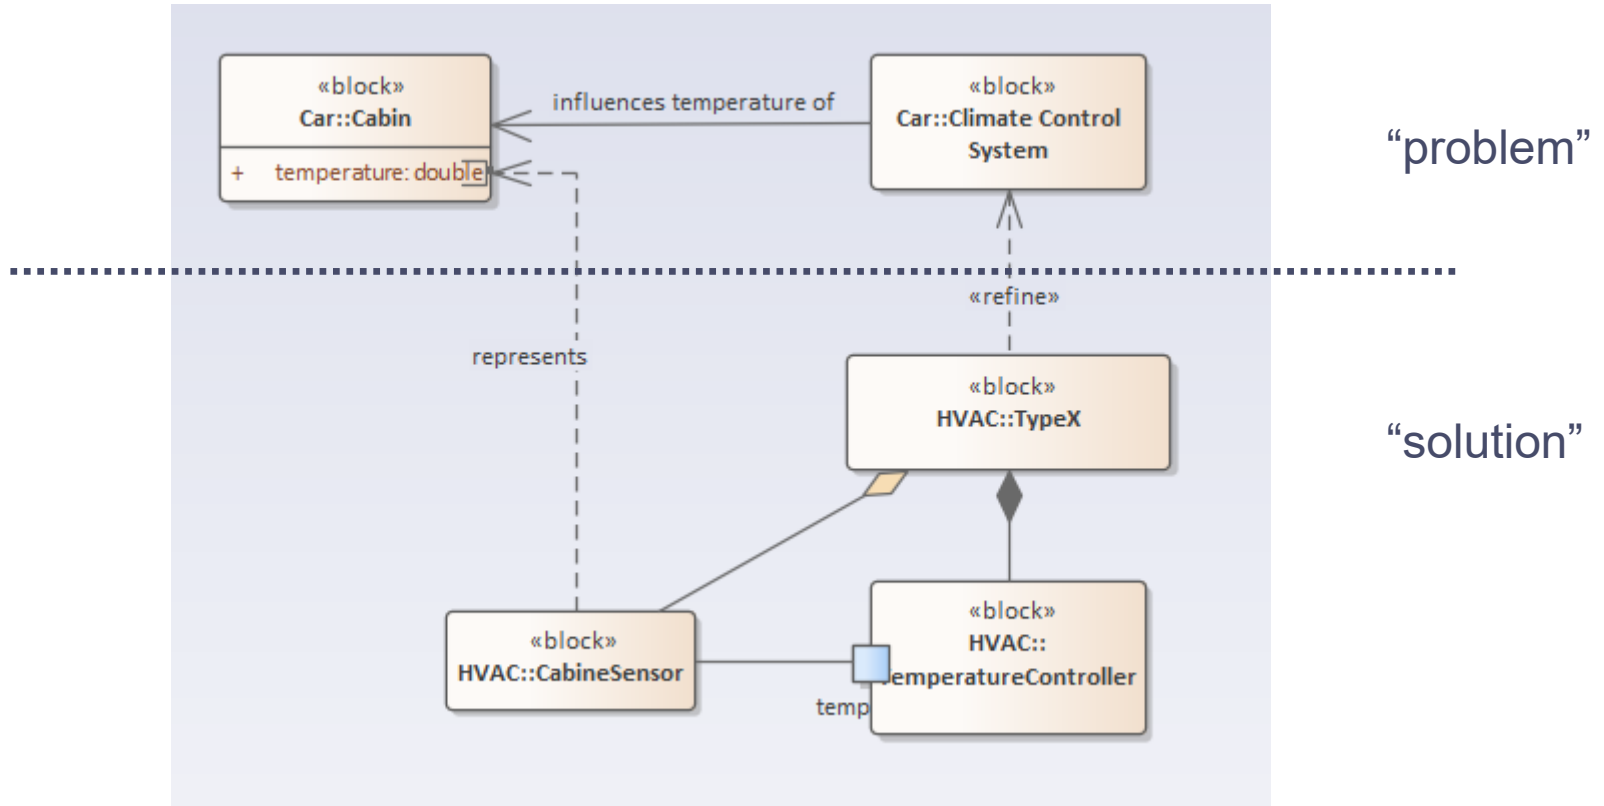 «block»
Car::Cabin
+ temperature: double
influences temperature of
«block»
Car::Climate Control
System
“problem”
«refine»
represents
«block»
HVAC::TypeX
“solution”
«block»
HVAC::CabineSensor
temp
«block»
HVAC::
TemperatureController